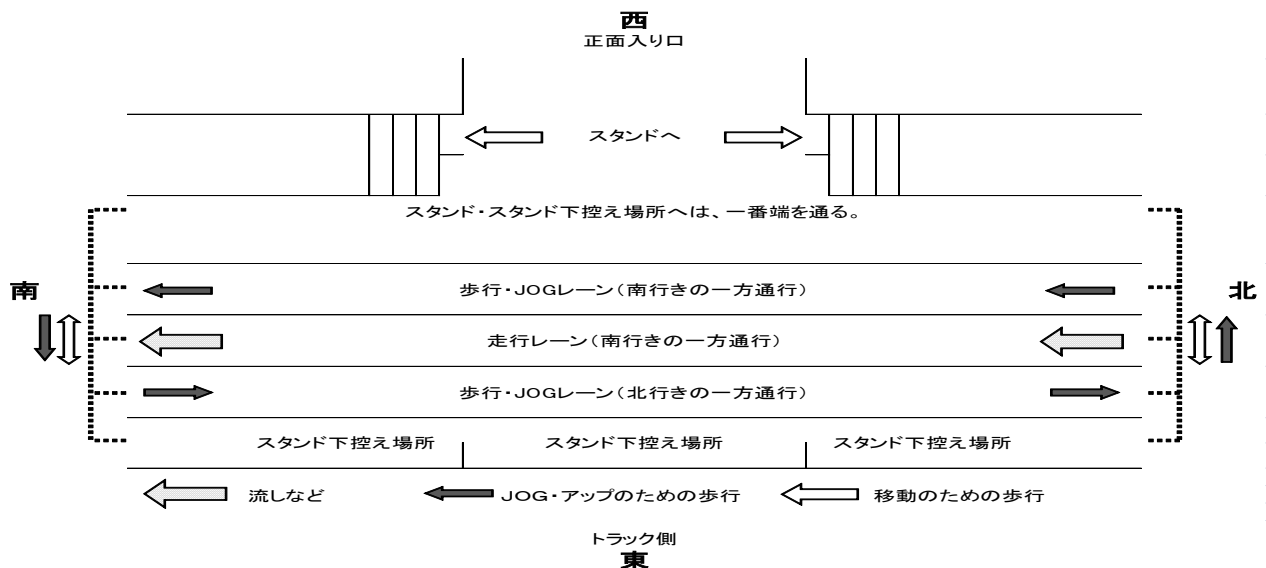 西
正面入り口
スタンドへ
スタンド・スタンド下控え場所へは、一番端を通る。
南
北
歩行・JOGレーン（南行きの一方通行）
走行レーン（南行きの一方通行）
歩行・JOGレーン（北行きの一方通行）
スタンド下控え場所 スタンド下控え場所 スタンド下控え場所
流しなど JOG・アップのための歩行 移動のための歩行
トラック側
東